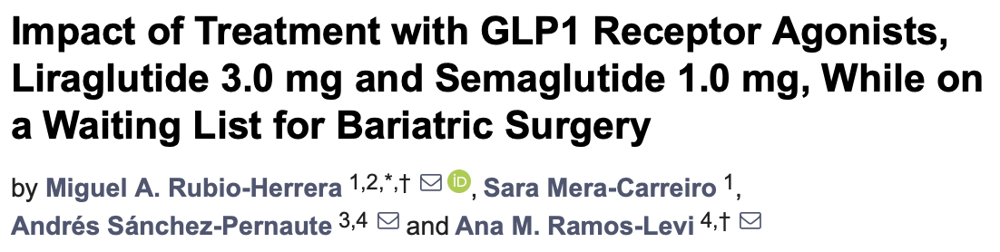 Impact of Treatment with GLP1 Receptor Agonists,
Liraglutide 3.0 mg and Semaglutide 1.0 mg, While on
a Waiting List for Bariatric Surgery
by Miguel A. Rubio-Herrera 1,2,*,† iD, Sara Mera-Carreiro 1,
Andrés Sánchez-Pernaute 3,4 and Ana M. Ramos-Levi 4,†